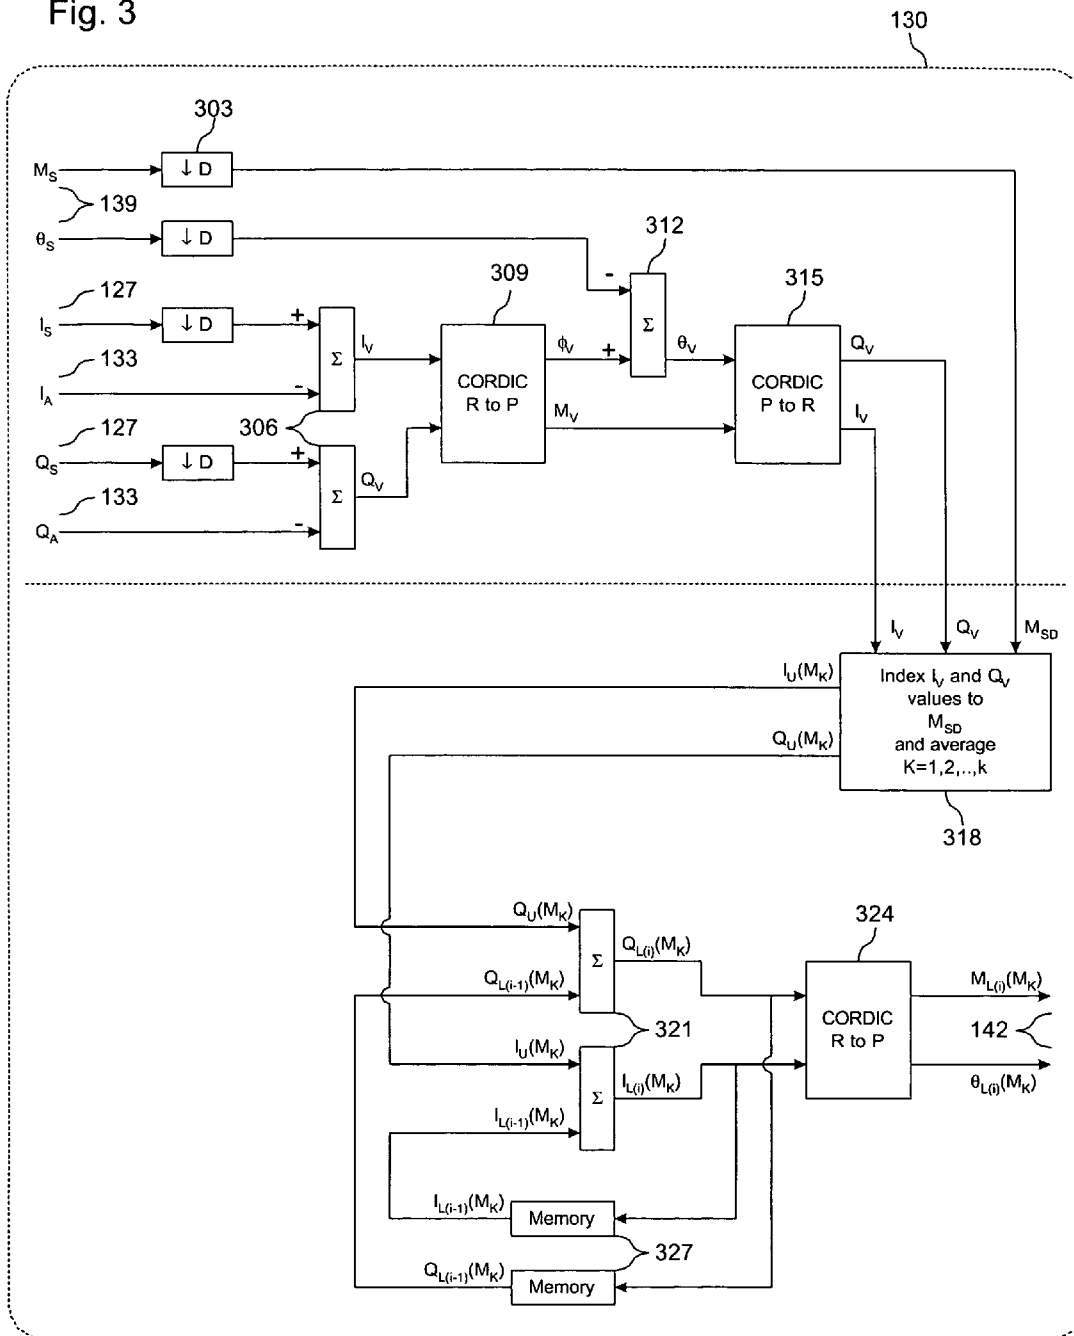 Fig. 3
130
303
M_S
↓ D
139
θ_S
↓ D
312
-
309
315
127
I_S
↓ D
+
Σ
I_V
CORDIC
R to P
ϕ_V
+
Σ
θ_V
CORDIC
P to R
Q_V
133
I_A
-
M_V
I_V
306
127
Q_S
↓ D
+
Σ
Q_V
133
Q_A
-
I_V
Q_V
M_SD
I_U(M_K)
Q_U(M_K)
Index I_V and Q_V
values to
M_SD
and average
K=1,2,..,k
318
Q_U(M_K)
Σ
Q_L(i)(M_K)
324
Q_L(i-1)(M_K)
321
CORDIC
R to P
M_L(i)(M_K)
142
I_U(M_K)
Σ
I_L(i)(M_K)
θ_L(i)(M_K)
I_L(i-1)(M_K)
I_L(i-1)(M_K)
Memory
327
Q_L(i-1)(M_K)
Memory